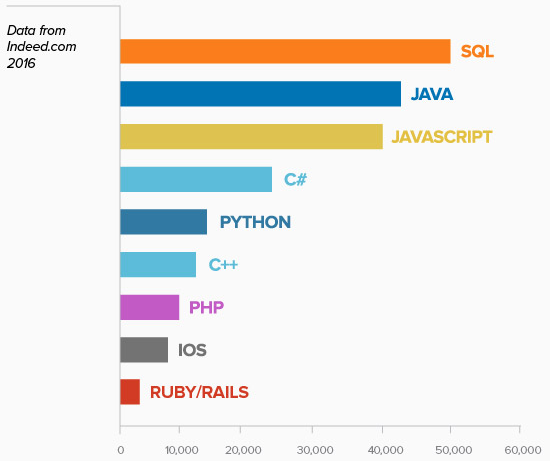 Data from
Indeed.com
2016
SQL
JAVA
JAVASCRIPT
C#
PYTHON
C++
PHP
IOS
RUBY/RAILS
0 10,000 20,000 30,000 40,000 50,000 60,000